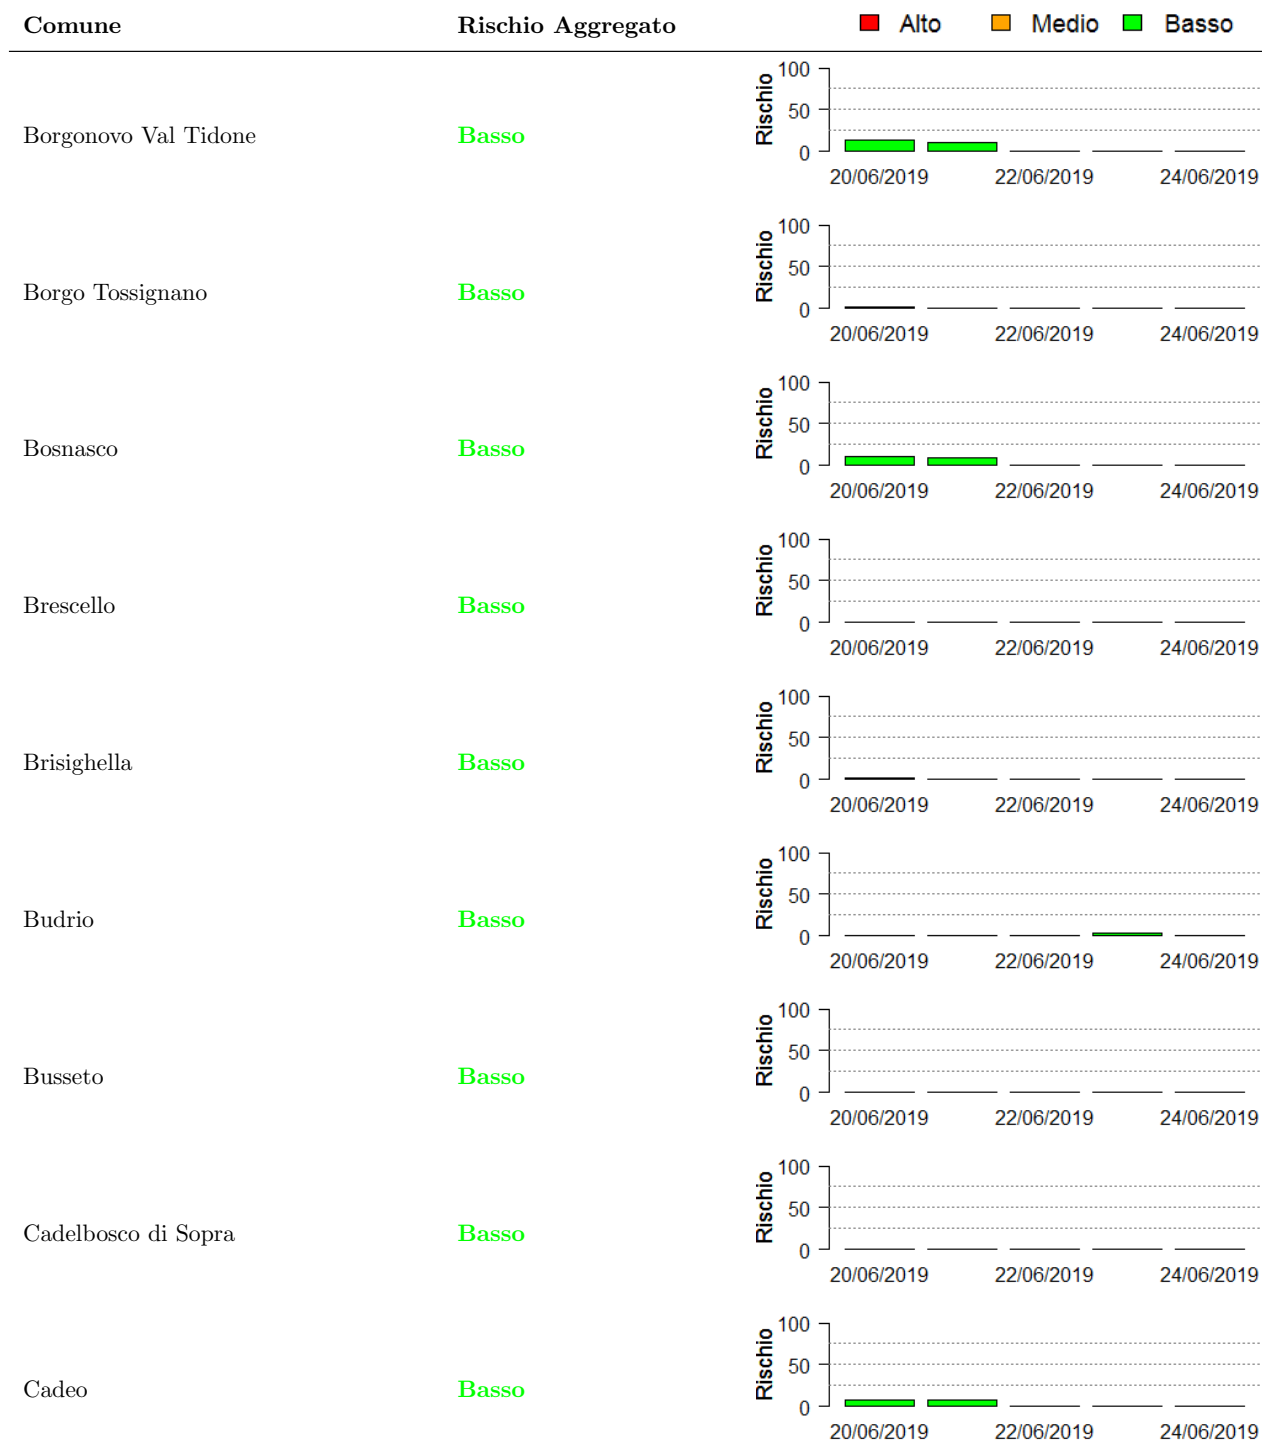 Comune Rischio Aggregato Alto Medio Basso
Borgonovo Val Tidone Basso
Rischio
100
50
0
20/06/2019 22/06/2019 24/06/2019
Borgo Tossignano Basso
Rischio
100
50
0
20/06/2019 22/06/2019 24/06/2019
Bosnasco Basso
Rischio
100
50
0
20/06/2019 22/06/2019 24/06/2019
Brescello Basso
Rischio
100
50
0
20/06/2019 22/06/2019 24/06/2019
Brisighella Basso
Rischio
100
50
0
20/06/2019 22/06/2019 24/06/2019
Budrio Basso
Rischio
100
50
0
20/06/2019 22/06/2019 24/06/2019
Busseto Basso
Rischio
100
50
0
20/06/2019 22/06/2019 24/06/2019
Cadelbosco di Sopra Basso
Rischio
100
50
0
20/06/2019 22/06/2019 24/06/2019
Cadeo Basso
Rischio
100
50
0
20/06/2019 22/06/2019 24/06/2019